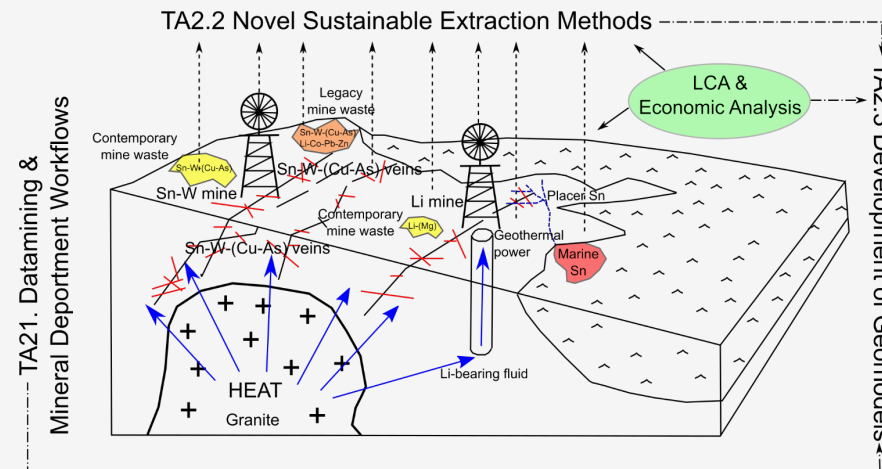 TA2.2 Novel Sustainable Extraction Methods
LCA &
Economic Analysis
TA21. Datamining &
Mineral Deportment Workflows
TA2.3 Development of Geomodels
Legacy
mine waste
Contemporary
mine waste
Sn-W-(Cu-As)
Li-Co-Pb-Zn
Sn-W-(Cu-As)
Sn-W-(Cu-As) veins
Sn-W mine
Li mine
Placer Sn
Contemporary
mine waste
Li-(Mg)
Geothermal
power
Sn-W-(Cu-As) veins
Marine
Sn
Li-bearing fluid
HEAT
Granite